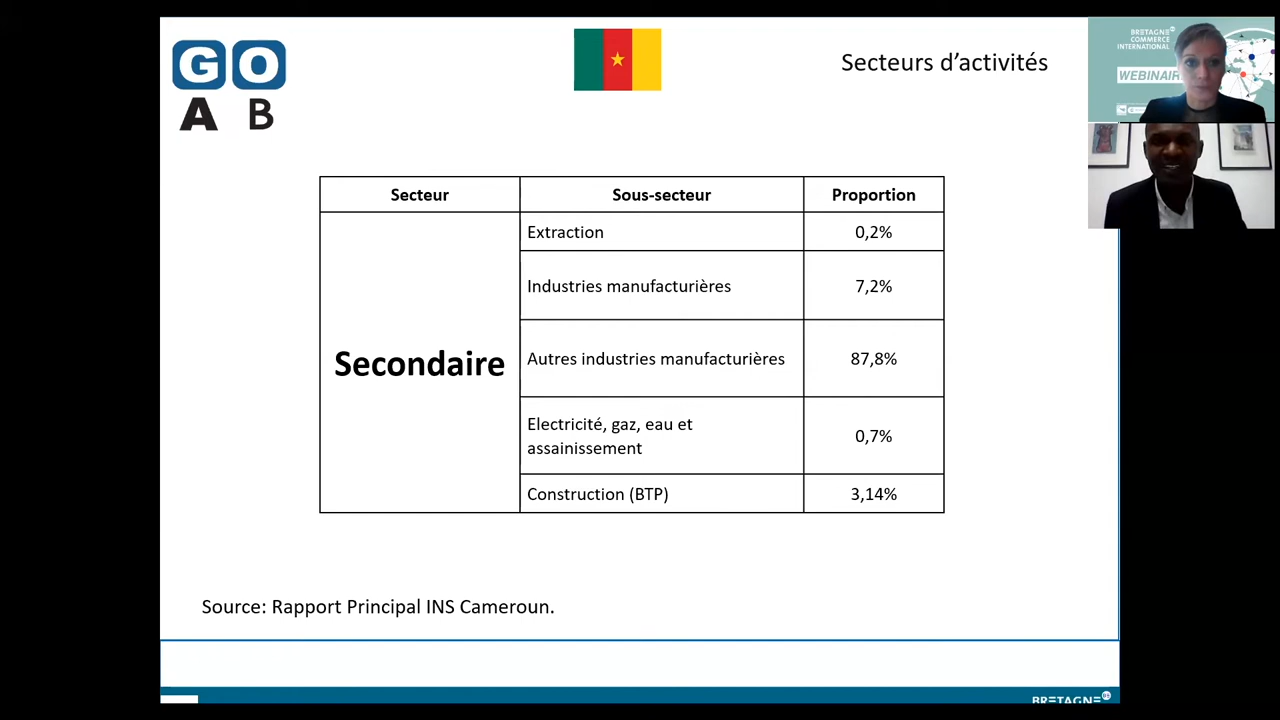 GO
A B
Secteurs d'activités
BRETAGNE
COMMERCE
INTERNATIONAL
WEBINAIR
Secteur Sous-secteur Proportion
Secondaire
Extraction 0,2%
Industries manufacturières 7,2%
Autres industries manufacturières 87,8%
Electricité, gaz, eau et
assainissement 0,7%
Construction (BTP) 3,14%
Source: Rapport Principal INS Cameroun.
BRETAGNE